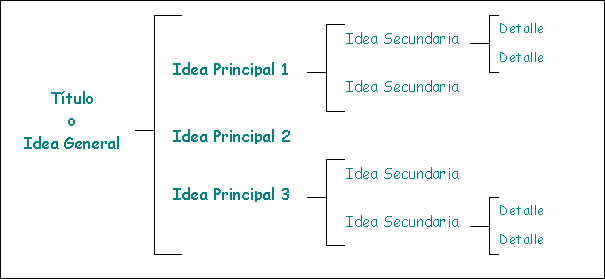 Título
o
Idea General
Idea Principal 1
Idea Secundaria
Detalle
Detalle
Idea Secundaria
Idea Principal 2
Idea Principal 3
Idea Secundaria
Idea Secundaria
Detalle
Detalle